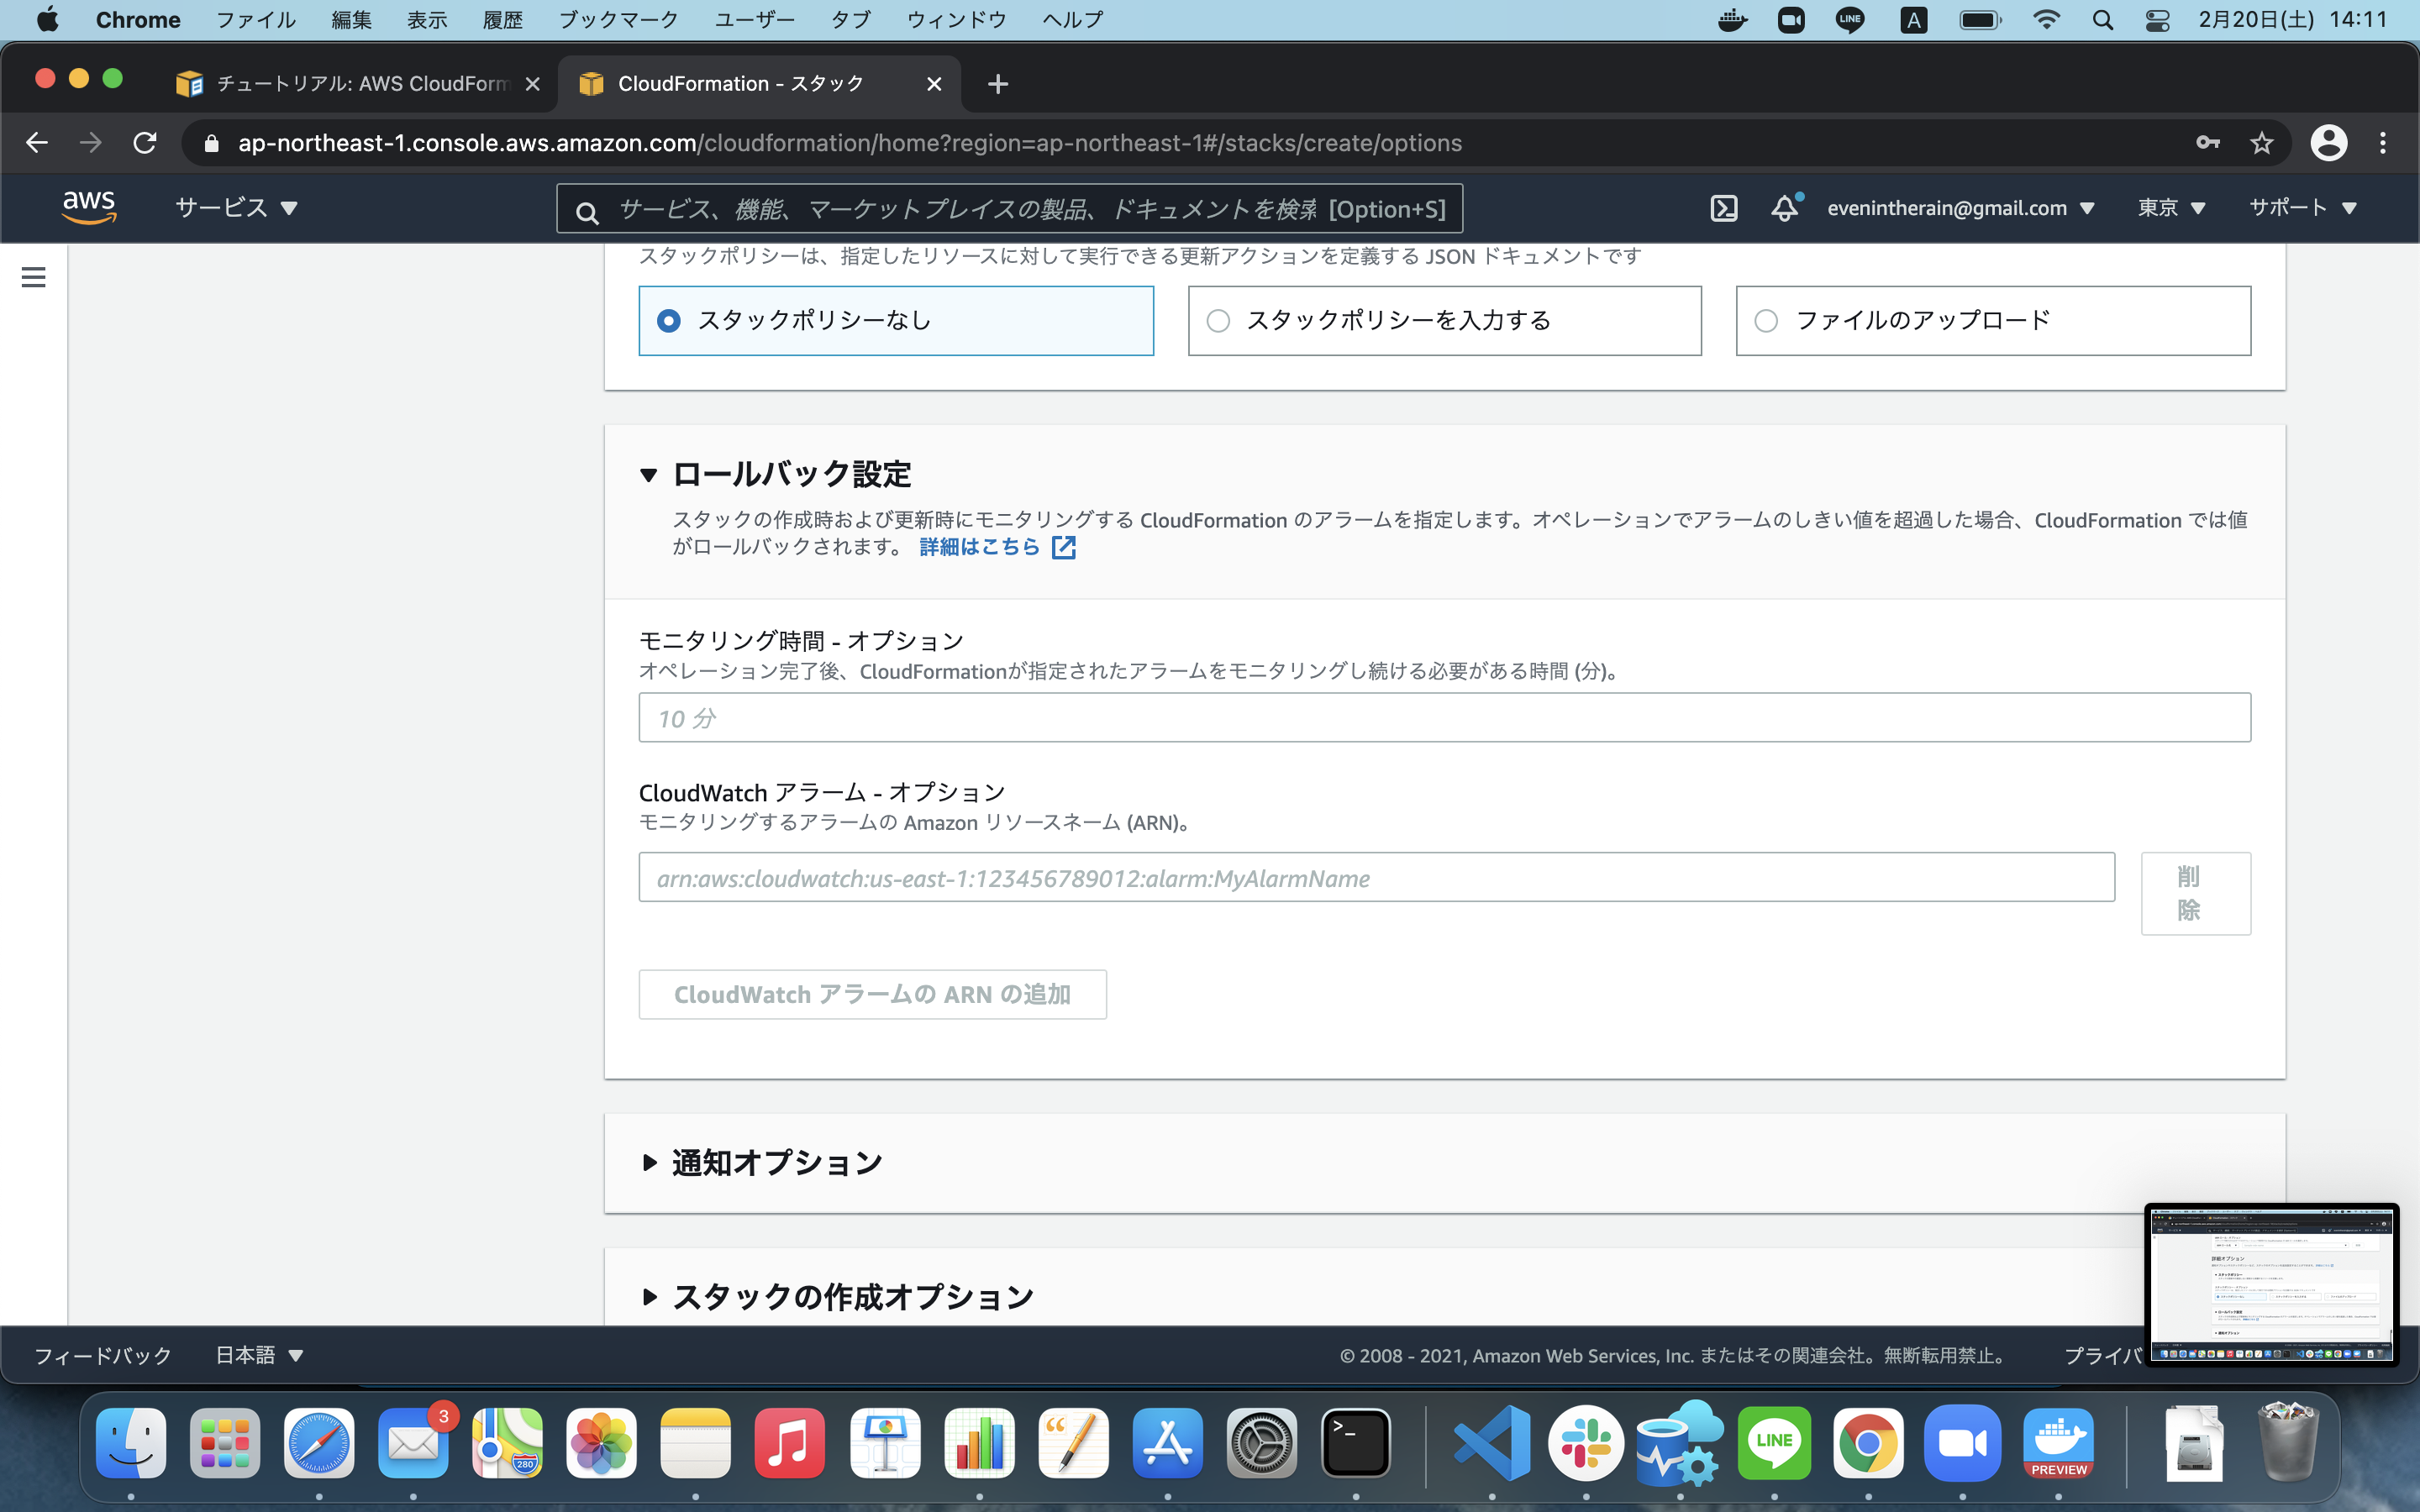 Chrome ファイル 編集 表示 履歴 ブックマーク ユーザー タブ ウィンドウ ヘルプ LINE A 2月20日(土) 14:11
チュートリアル: AWS CloudForm
CloudFormation - スタック
ap-northeast-1.console.aws.amazon.com/cloudformation/home?region=ap-northeast-1#/stacks/create/options
aws サービス サービス、機能、マーケットプレイスの製品、ドキュメントを検索 [Option+S] evenintherain@gmail.com 東京 サポート
スタックポリシーは、指定したリソースに対して実行できる更新アクションを定義する JSON ドキュメントです
スタックポリシーなし スタックポリシーを入力する ファイルのアップロード
ロールバック設定
スタックの作成時および更新時にモニタリングする CloudFormation のアラームを指定します。オペレーションでアラームのしきい値を超過した場合、CloudFormation では値
がロールバックされます。 詳細はこちら
モニタリング時間 - オプション
オペレーション完了後、CloudFormationが指定されたアラームをモニタリングし続ける必要がある時間 (分)。
10 分
CloudWatch アラーム - オプション
モニタリングするアラームの Amazon リソースネーム (ARN)。
arn:aws:cloudwatch:us-east-1:123456789012:alarm:MyAlarmName
削
除
CloudWatch アラームの ARN の追加
通知オプション
スタックの作成オプション
フィードバック 日本語 © 2008 - 2021, Amazon Web Services, Inc. またはその関連会社。無断転用禁止。 プライバ
3
280
>_
LINE
PREVIEW